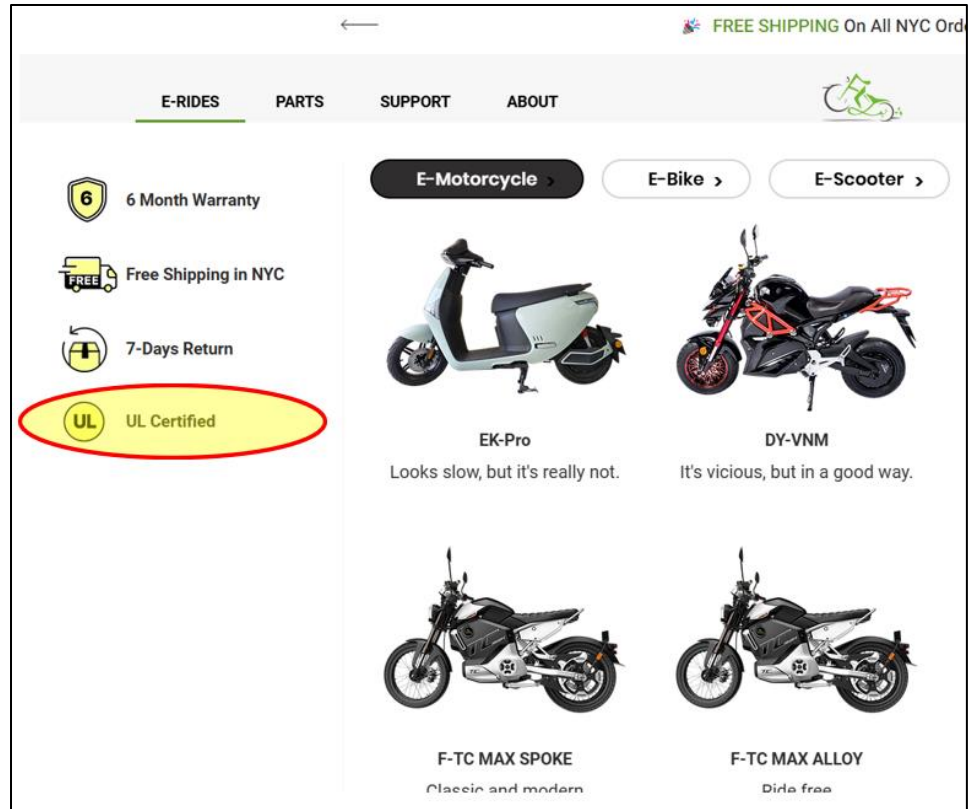 🎉 FREE SHIPPING On All NYC Orde
E-RIDES PARTS SUPPORT ABOUT
6 6 Month Warranty
FREE Free Shipping in NYC
7-Days Return
UL UL Certified
E-Motorcycle › E-Bike › E-Scooter ›
EK-Pro
Looks slow, but it's really not.
DY-VNM
It's vicious, but in a good way.
F-TC MAX SPOKE
Classic and modern
F-TC MAX ALLOY
Ride free